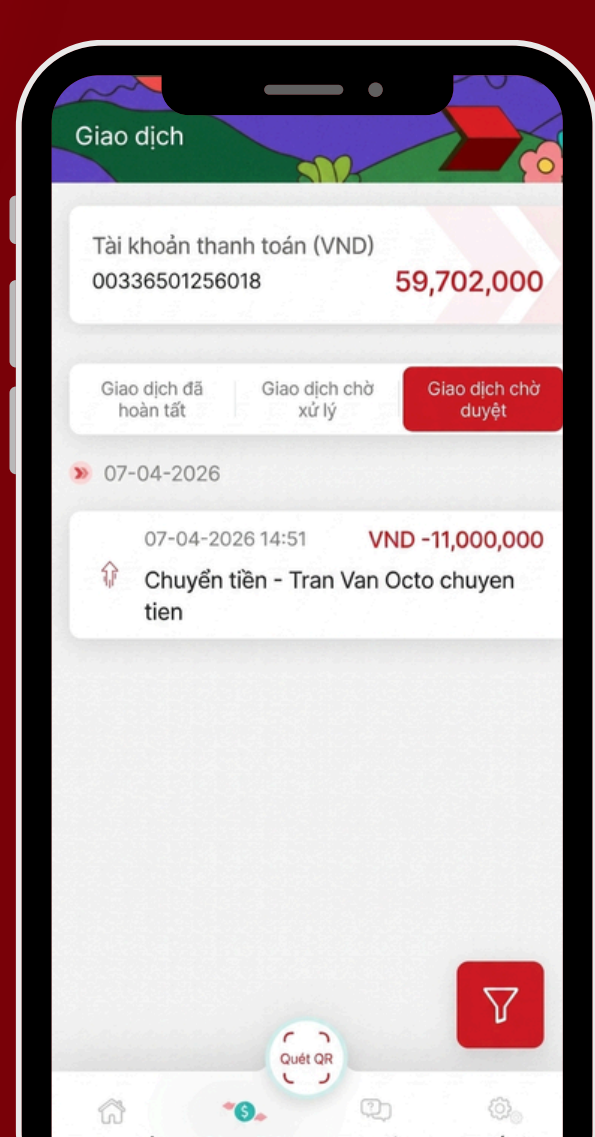 Giao dịch
Tài khoản thanh toán (VND)
00336501256018
59,702,000
Giao dịch đã
hoàn tất
Giao dịch chờ
xử lý
Giao dịch chờ
duyệt
07-04-2026
07-04-2026 14:51
VND -11,000,000
Chuyển tiền - Tran Van Octo chuyen
tien
Quét QR